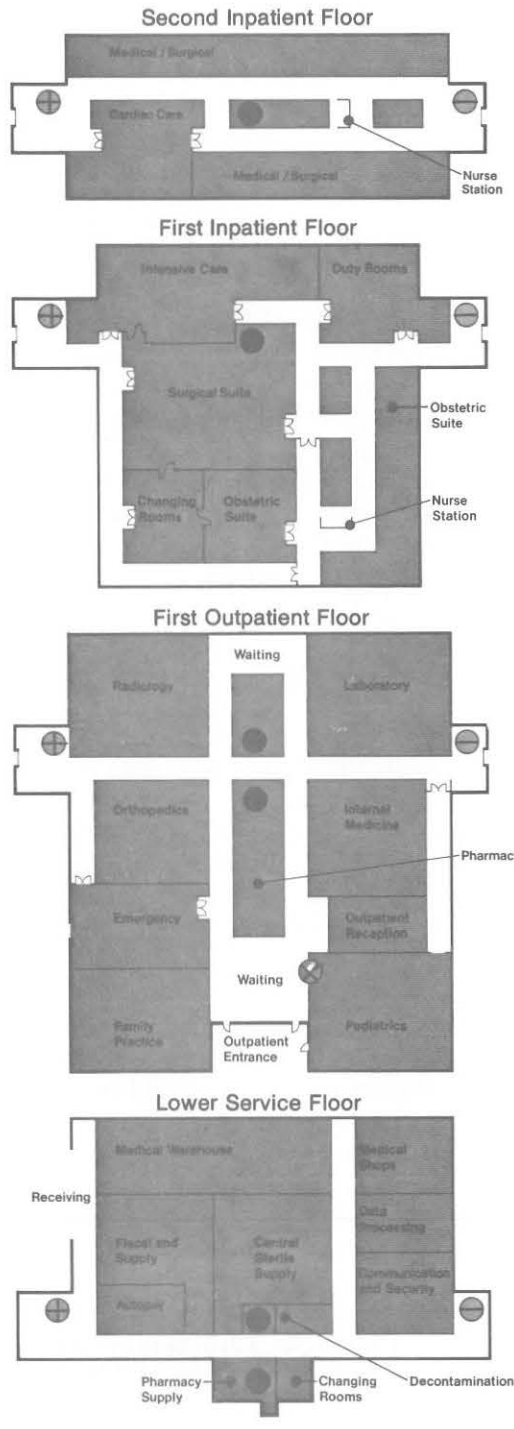 Second Inpatient Floor
Medical / Surgical
Cardiac Care
Medical / Surgical
Nurse
Station
First Inpatient Floor
Intensive Care
Duty Rooms
Surgical Suite
Obstetric
Suite
Changing
Rooms
Obstetric
Suite
Nurse
Station
First Outpatient Floor
Waiting
Radiology
Laboratory
Orthopedics
Internal
Medicine
Pharmac
Emergency
Outpatient
Reception
Waiting
Family
Practice
Outpatient
Entrance
Pediatrics
Lower Service Floor
Medical Warehouse
Medical
Shops
Receiving
Data
Processing
Fiscal and
Supply
Central
Sterile
Supply
Communication
and Security
Autopsy
Pharmacy
Supply
Changing
Rooms
Decontamination